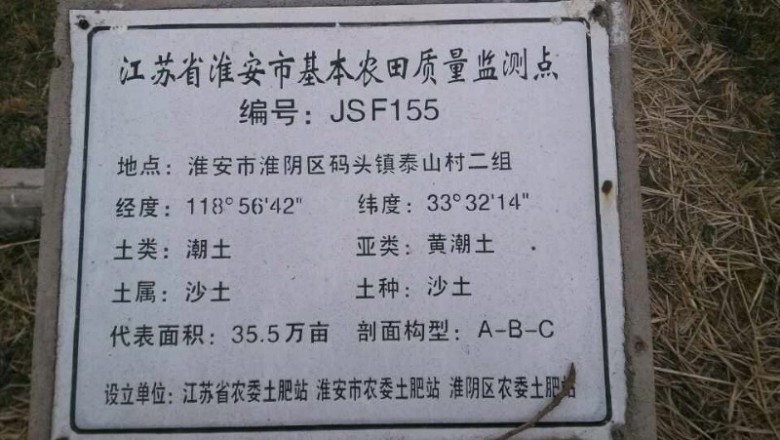 江苏省淮安市基本农田质量监测点
编号：JSF155
地点：淮安市淮阴区码头镇泰山村二组
经度：118°56'42" 纬度：33°32'14"
土类：潮土 亚类：黄潮土
土属：沙土 土种：沙土
代表面积：35.5万亩 剖面构型：A-B-C
设立单位：江苏省农委土肥站 淮安市农委土肥站 淮阴区农委土肥站